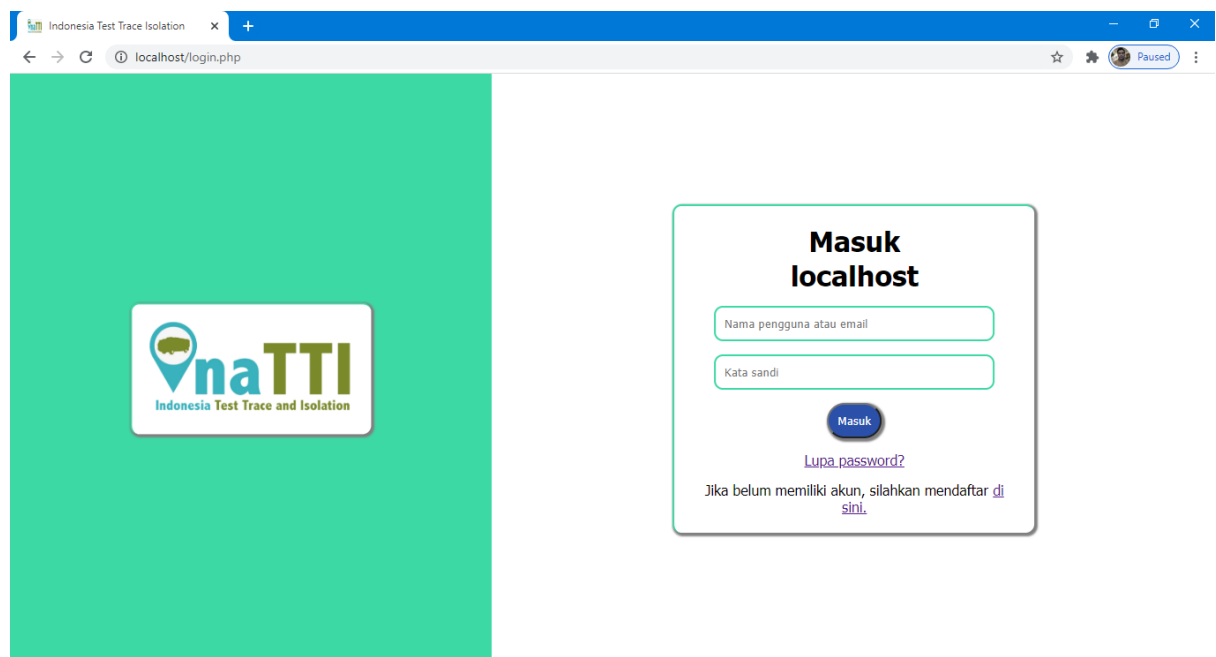 Indonesia Test Trace Isolation
localhost/login.php
Paused
naTTI
Indonesia Test Trace and Isolation
Masuk
localhost
Nama pengguna atau email
Kata sandi
Masuk
Lupa password?
Jika belum memiliki akun, silahkan mendaftar di
sini.